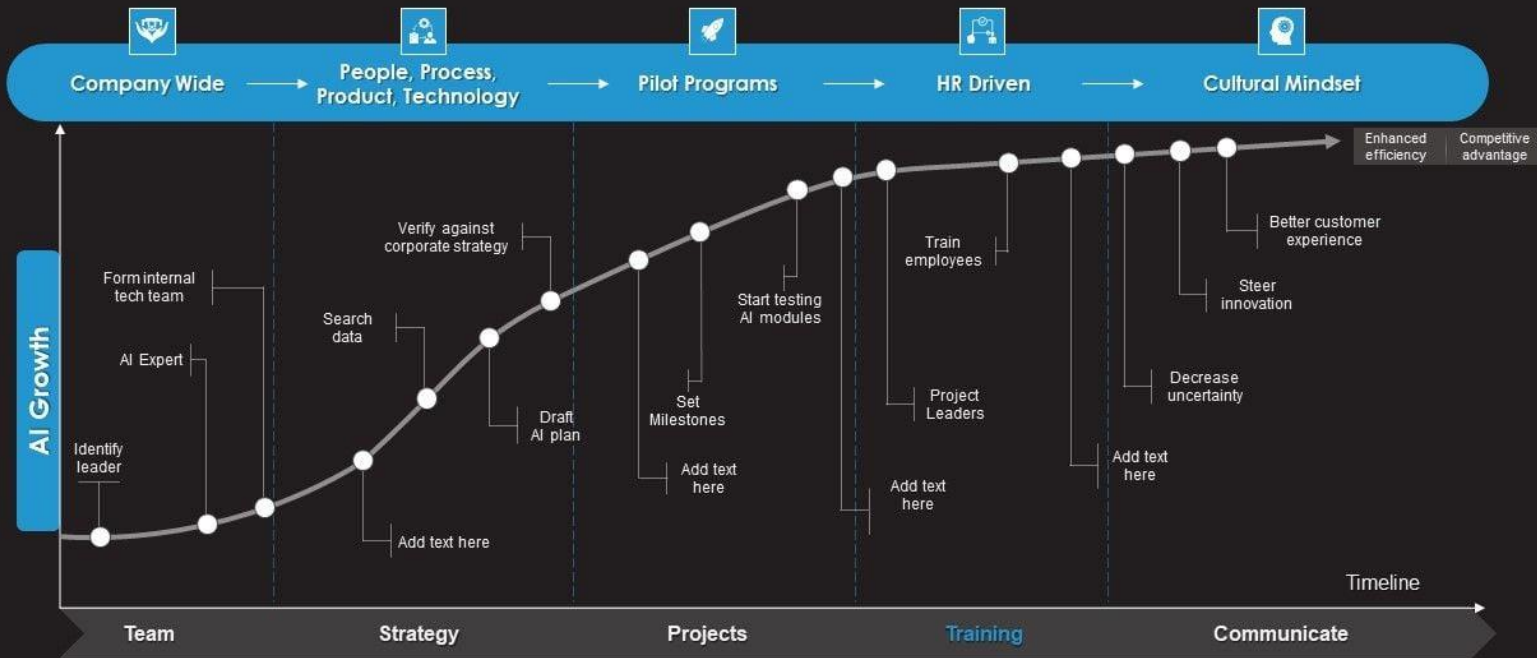 Company Wide
People, Process,
Product, Technology
Pilot Programs
HR Driven
Cultural Mindset
Enhanced
efficiency
Competitive
advantage
AI Growth
Identify
leader
AI Expert
Form internal
tech team
Add text here
Search
data
Draft
AI plan
Verify against
corporate strategy
Add text
here
Set
Milestones
Start testing
AI modules
Add text
here
Project
Leaders
Train
employees
Add text
here
Decrease
uncertainty
Steer
innovation
Better customer
experience
Timeline
Team
Strategy
Projects
Training
Communicate